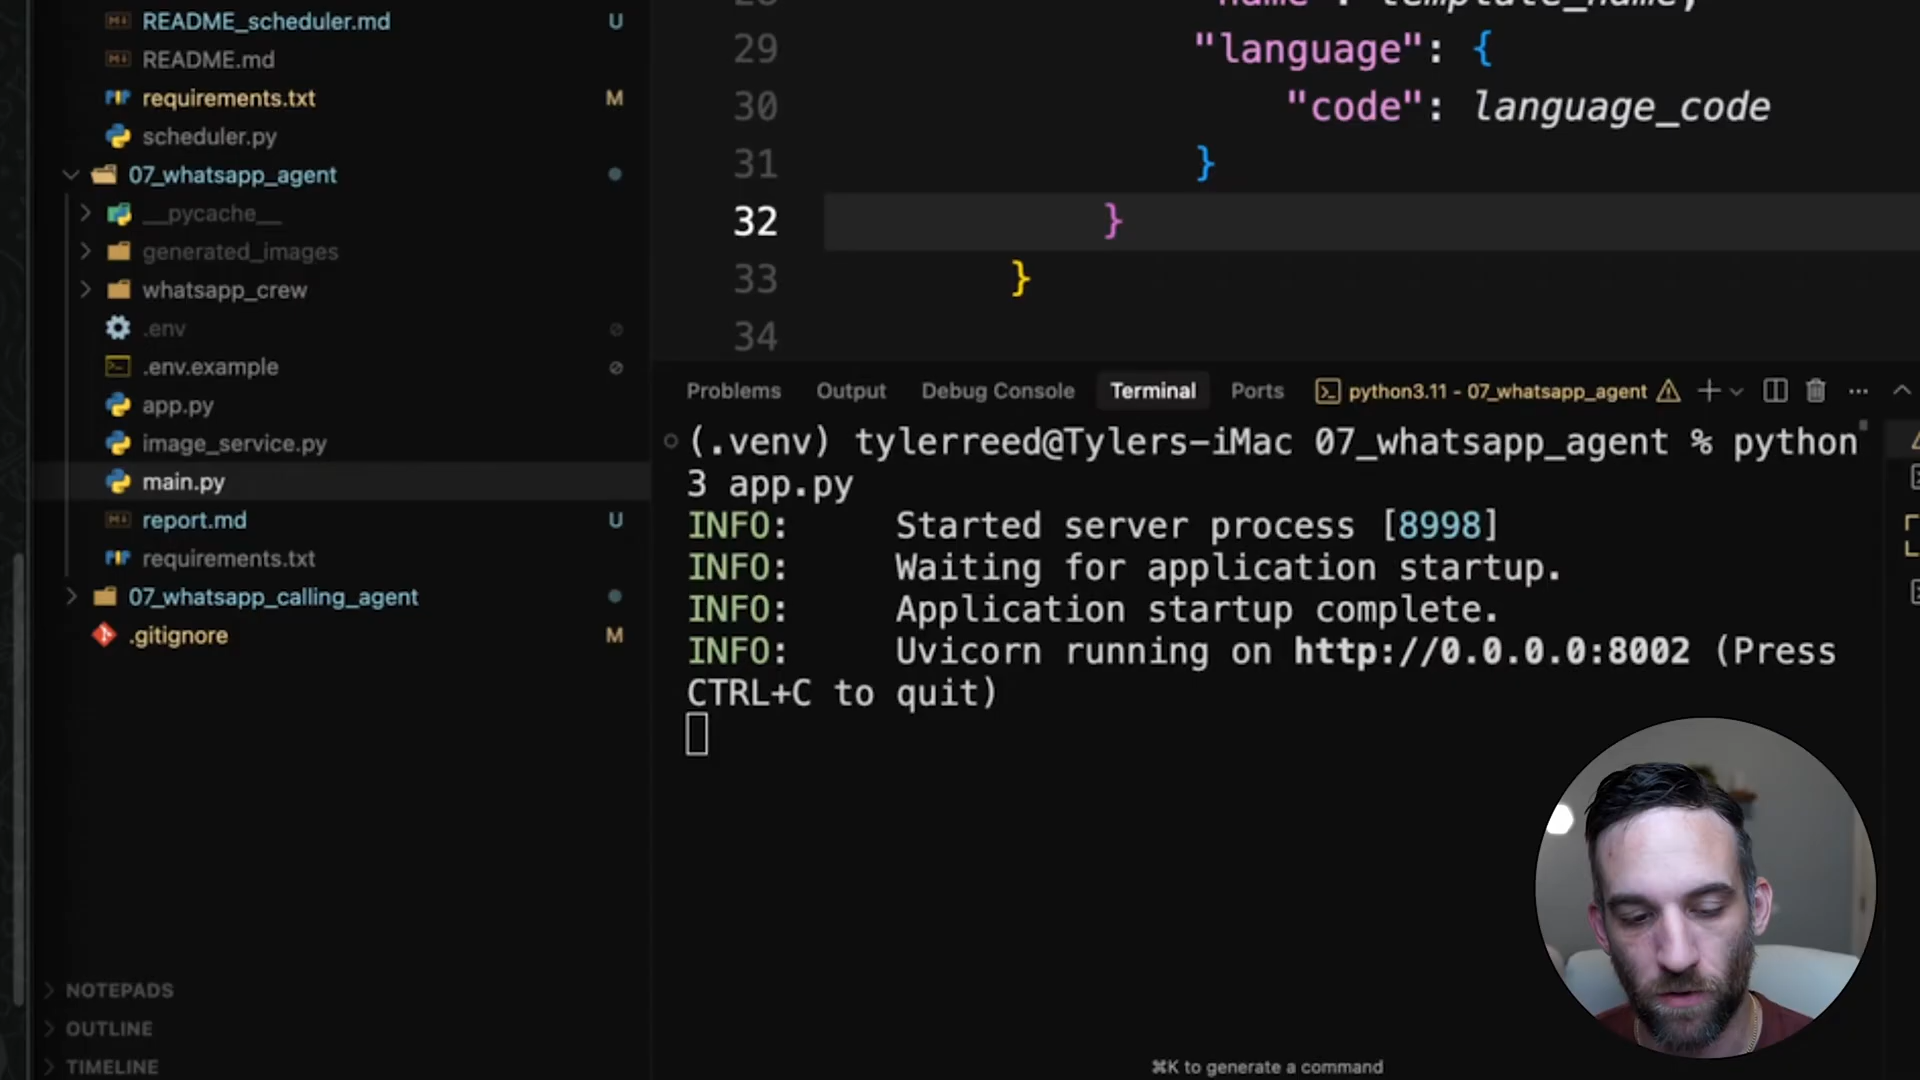 README_scheduler.md U
README.md
requirements.txt M
scheduler.py
07_whatsapp_agent
__pycache__
generated_images
whatsapp_crew
.env
.env.example
app.py
image_service.py
main.py
report.md U
requirements.txt
07_whatsapp_calling_agent
.gitignore M
NOTEPADS
OUTLINE
TIMELINE
28 "name": template_name,
29 "language": {
30 "code": language_code
31 }
32 }
33 }
34
Problems Output Debug Console Terminal Ports python3.11 - 07_whatsapp_agent
(.venv) tylerreed@Tylers-iMac 07_whatsapp_agent % python
3 app.py
INFO: Started server process [8998]
INFO: Waiting for application startup.
INFO: Application startup complete.
INFO: Uvicorn running on http://0.0.0.0:8002 (Press
CTRL+C to quit)
⌘K to generate a command